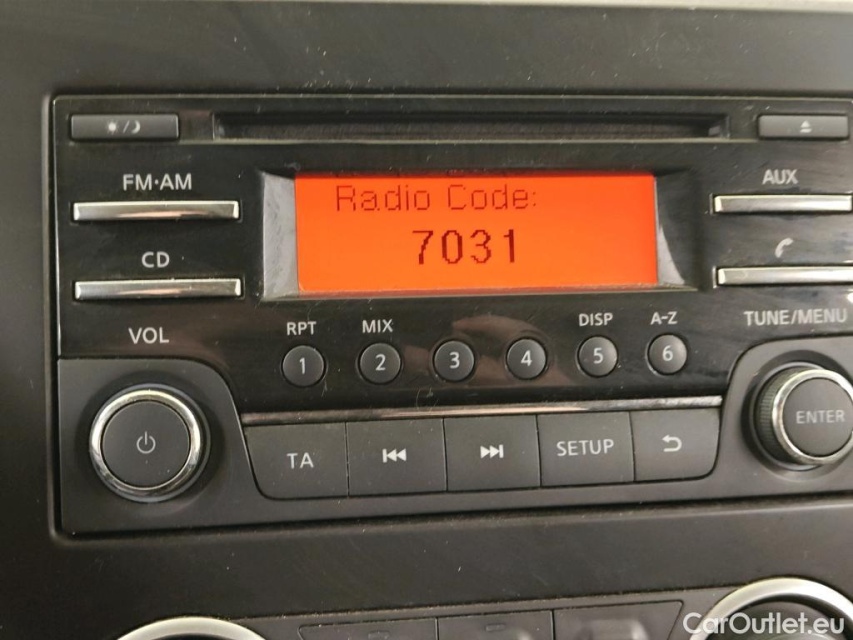 FM·AM
CD
VOL
Radio Code:
7031
AUX
TUNE/MENU
RPT
MIX
DISP
A-Z
1
2
3
4
5
6
ENTER
TA
SETUP
CarOutlet.eu